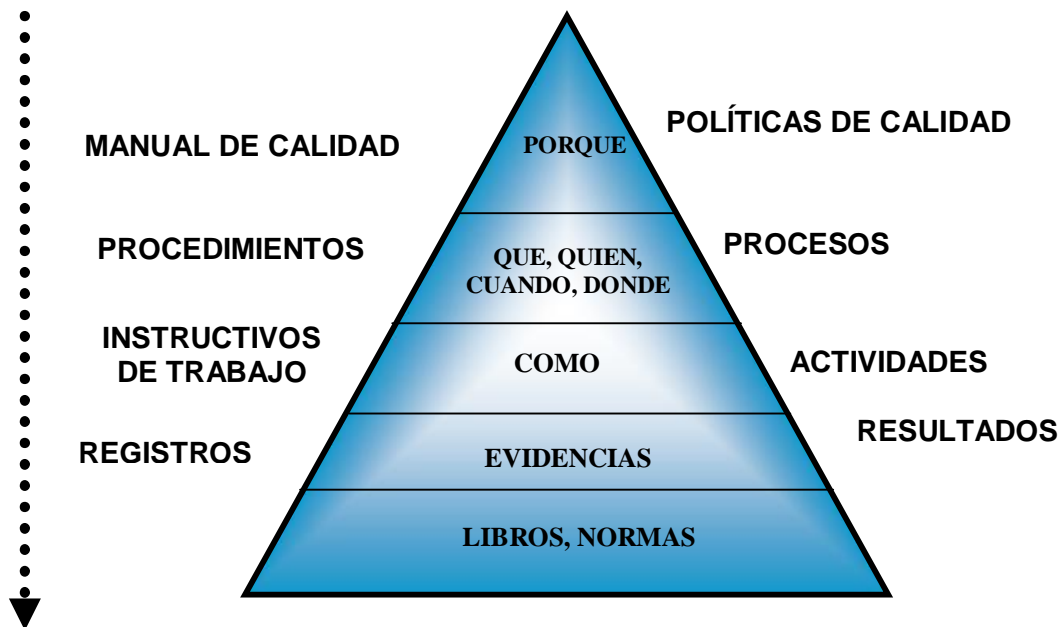 MANUAL DE CALIDAD
PORQUE
POLÍTICAS DE CALIDAD
PROCEDIMIENTOS
QUE, QUIEN,
CUANDO, DONDE
PROCESOS
INSTRUCTIVOS
DE TRABAJO
COMO
ACTIVIDADES
REGISTROS
EVIDENCIAS
RESULTADOS
LIBROS, NORMAS